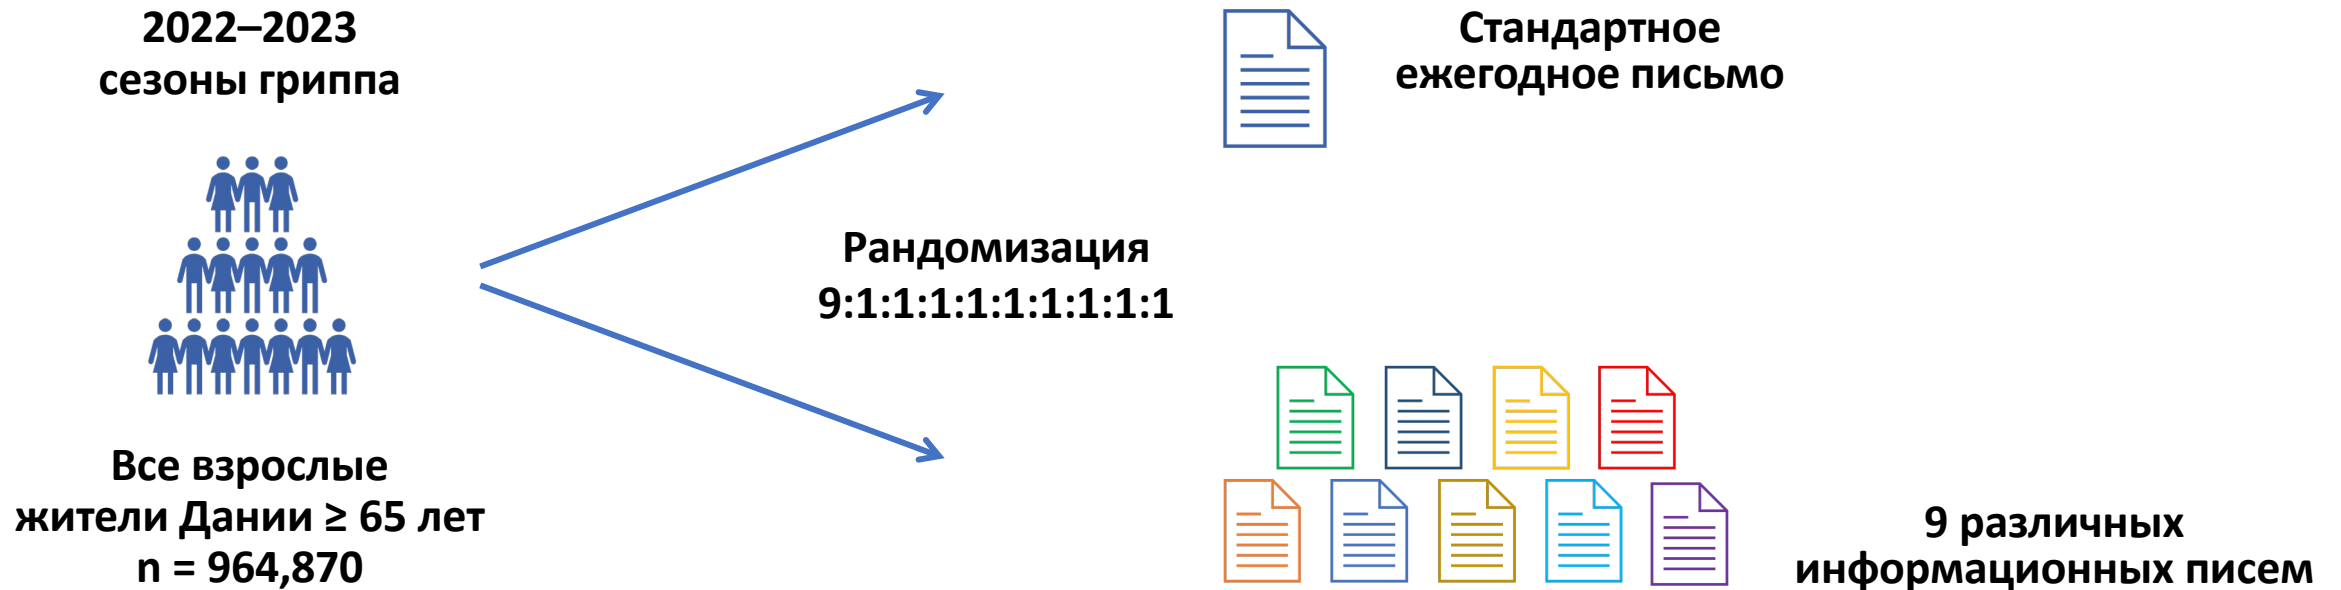 2022–2023
сезоны гриппа
Все взрослые
жители Дании ≥ 65 лет
n = 964,870
Рандомизация
9:1:1:1:1:1:1:1:1:1
Стандартное
ежегодное письмо
9 различных
информационных писем